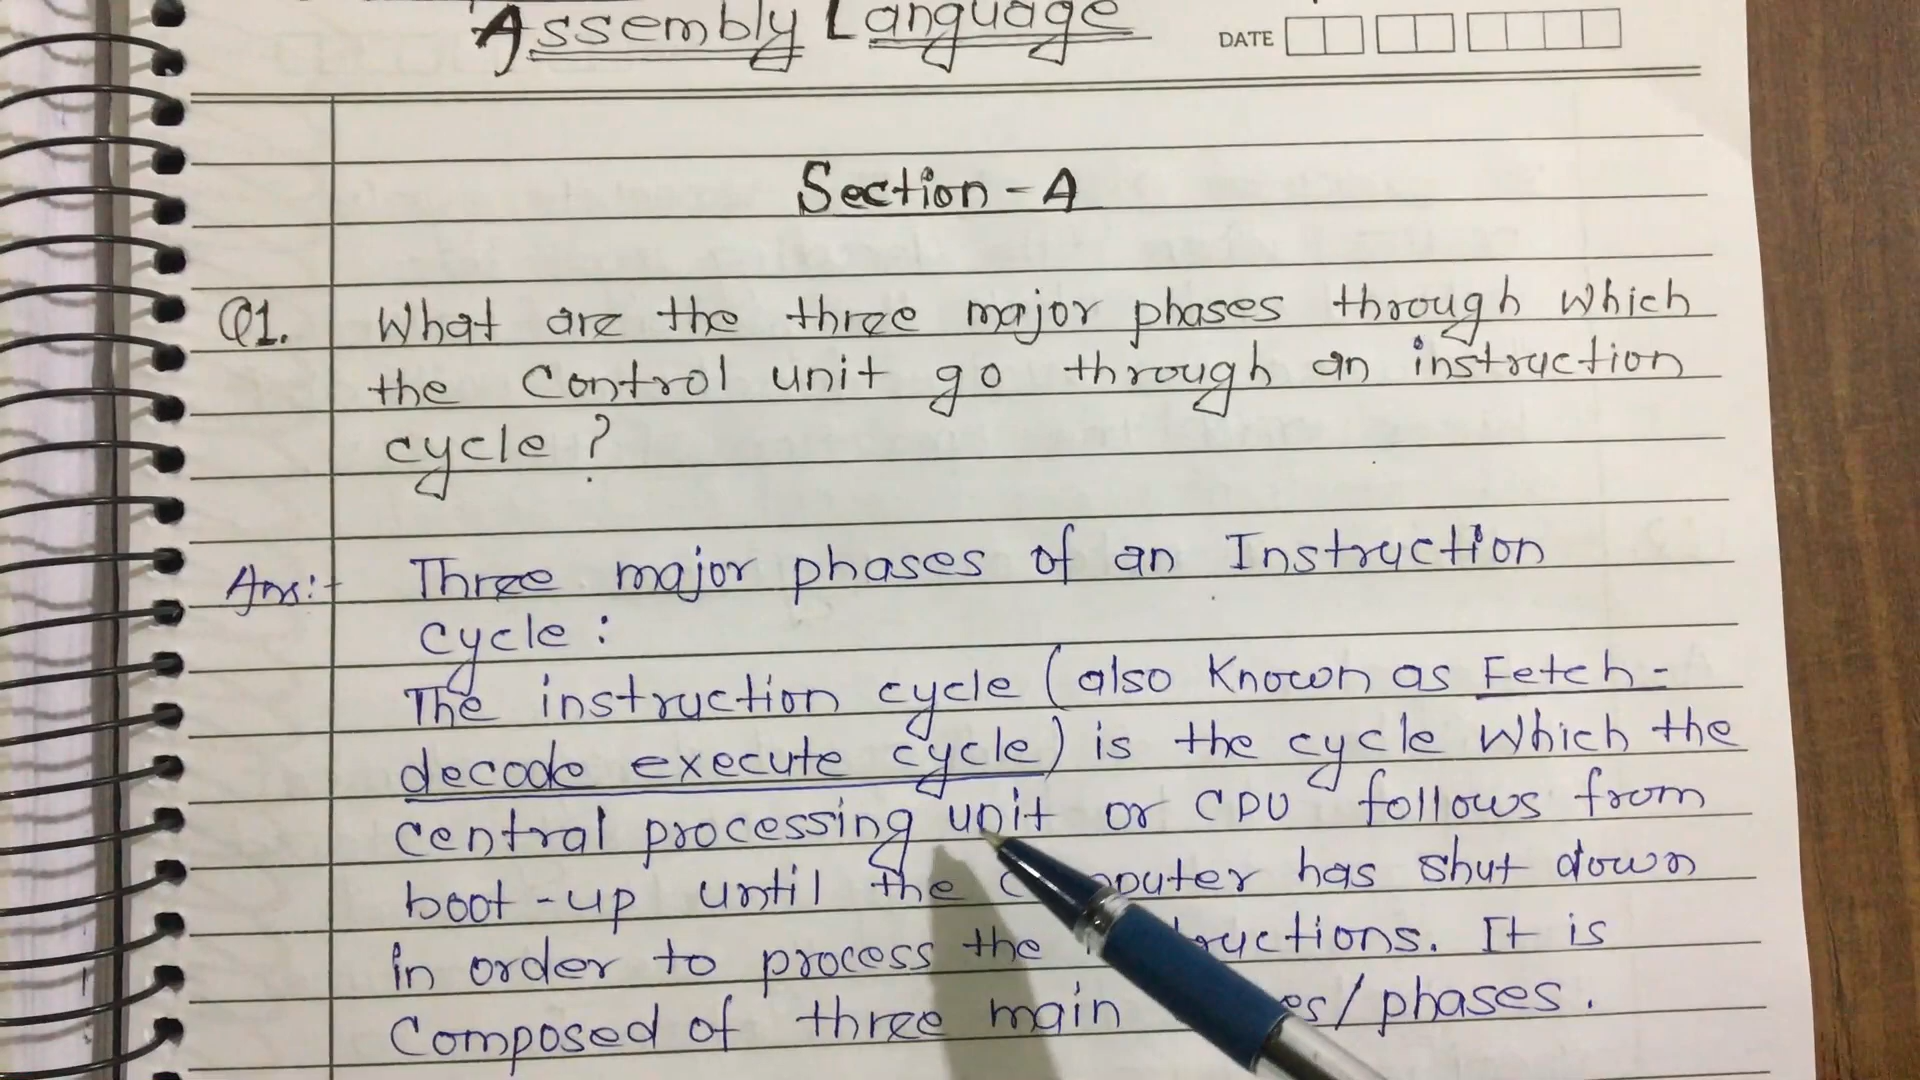 Assembly Language
DATE
Section - A
Q1. What are the three major phases through which
the Control unit go through an instruction
cycle ?
Ans:- Three major phases of an Instruction
cycle :
The instruction cycle (also Known as Fetch -
decode execute cycle) is the cycle which the
central processing unit or CPU follows from
boot-up until the computer has shut down
in order to process the instructions. It is
Composed of three main /phases.